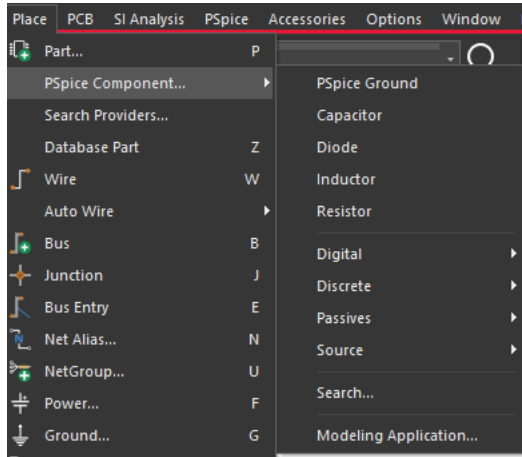 Place PCB SI Analysis PSpice Accessories Options Window
Part... P
PSpice Component...
Search Providers...
Database Part Z
Wire W
Auto Wire
Bus B
Junction J
Bus Entry E
Net Alias... N
NetGroup... U
Power... F
Ground... G
PSpice Ground
Capacitor
Diode
Inductor
Resistor
Digital
Discrete
Passives
Source
Search...
Modeling Application...